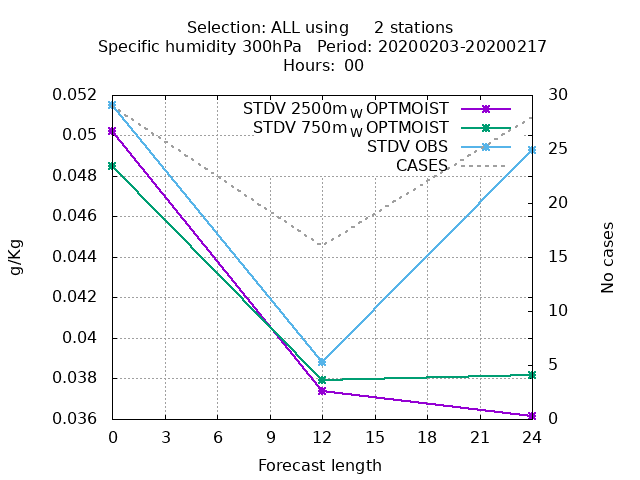 Selection: ALL using     2 stations
Specific humidity 300hPa   Period: 20200203-20200217
Hours:  00
STDV 2500m_W OPTMOIST
STDV 750m_W OPTMOIST
STDV OBS
CASES
g/Kg
0.052
0.05
0.048
0.046
0.044
0.042
0.04
0.038
0.036
30
25
20
15
10
5
0
No cases
0 3 6 9 12 15 18 21 24
Forecast length